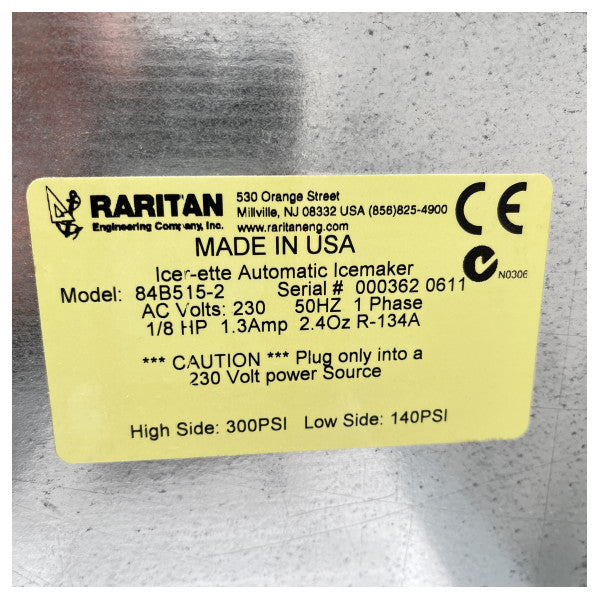 RARITAN
Engineering Company, Inc.
530 Orange Street
Millville, NJ 08332 USA (856)825-4900
www.raritaneng.com
CE
N0306
MADE IN USA
Icer-ette Automatic Icemaker
Model: 84B515-2 Serial # 000362 0611
AC Volts: 230 50HZ 1 Phase
1/8 HP 1.3Amp 2.4Oz R-134A
*** CAUTION *** Plug only into a
230 Volt power Source
High Side: 300PSI Low Side: 140PSI